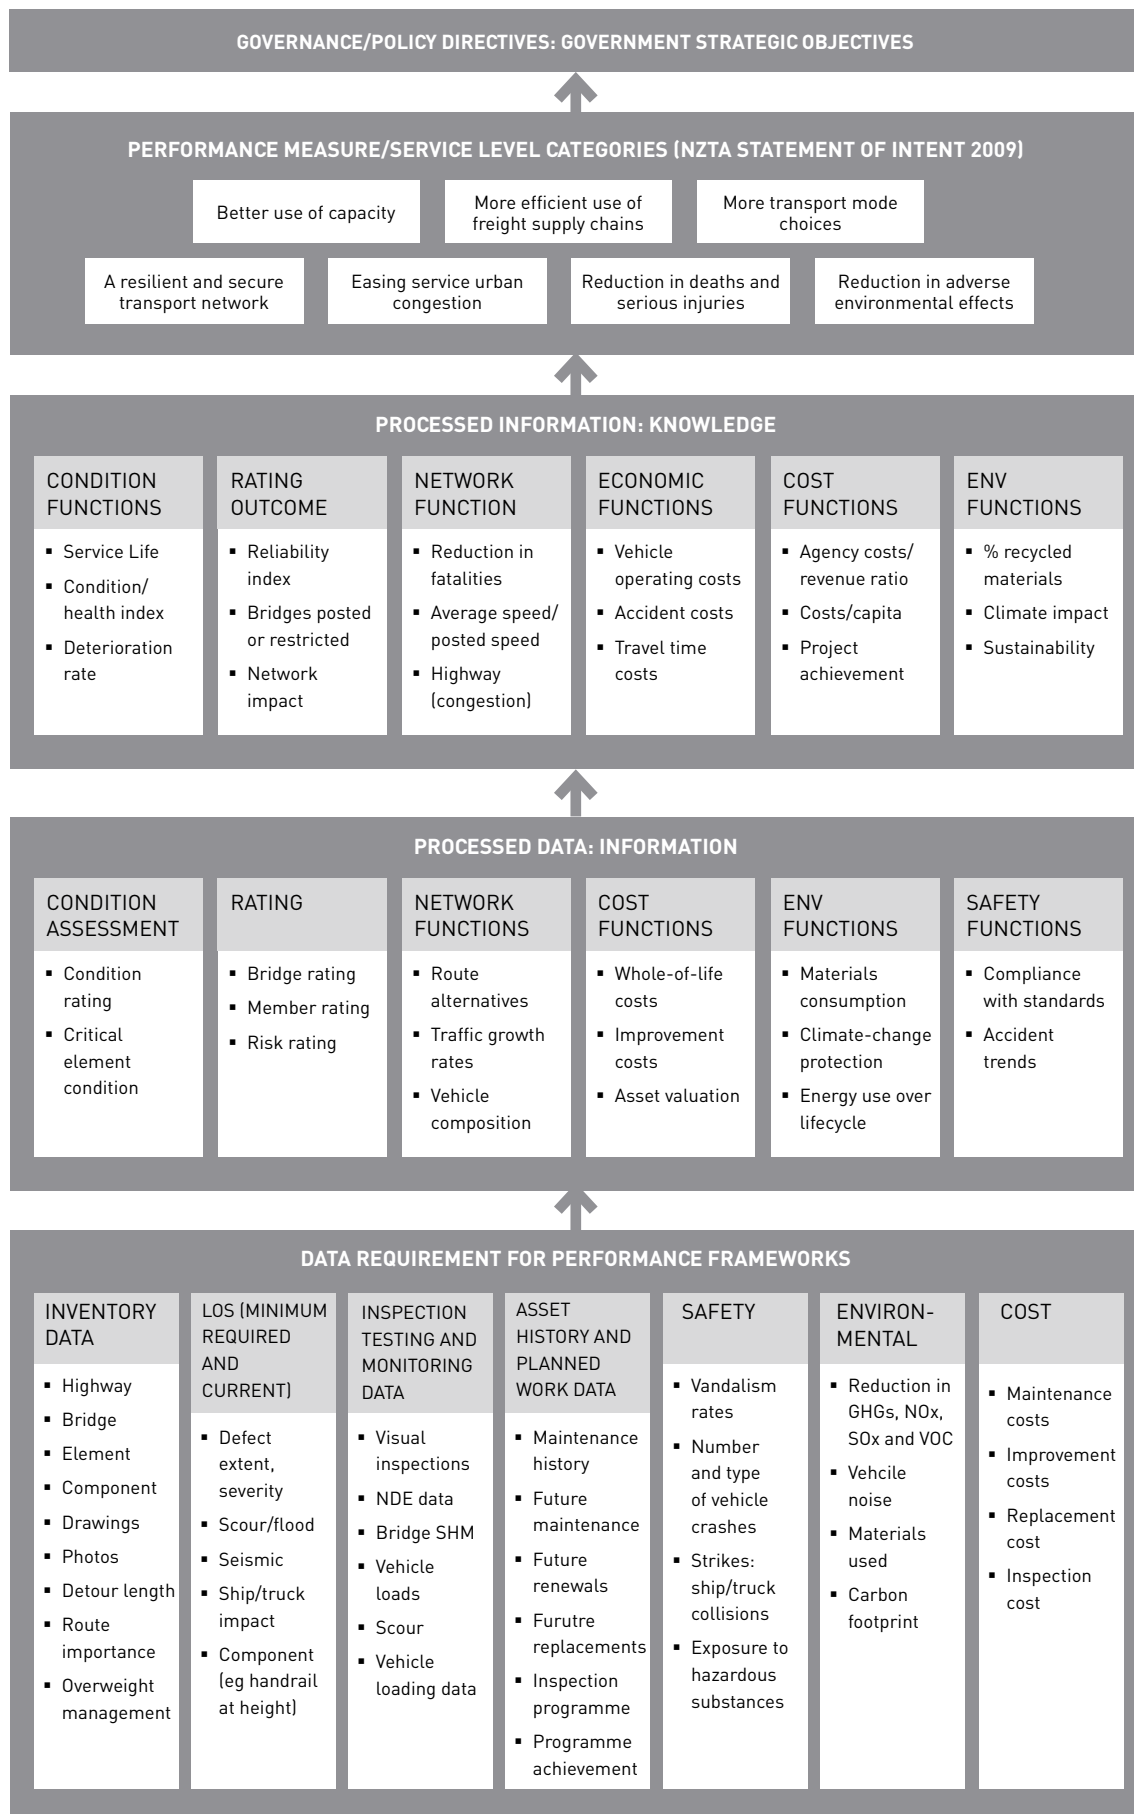 GOVERNANCE/POLICY DIRECTIVES: GOVERNMENT STRATEGIC OBJECTIVES
PERFORMANCE MEASURE/SERVICE LEVEL CATEGORIES (NZTA STATEMENT OF INTENT 2009)
Better use of capacity
More efficient use of
freight supply chains
More transport mode
choices
A resilient and secure
transport network
Easing service urban
congestion
Reduction in deaths and
serious injuries
Reduction in adverse
environmental effects
PROCESSED INFORMATION: KNOWLEDGE
CONDITION
FUNCTIONS
▪ Service Life
▪ Condition/
health index
▪ Deterioration
rate
RATING
OUTCOME
▪ Reliability
index
▪ Bridges posted
or restricted
▪ Network
impact
NETWORK
FUNCTION
▪ Reduction in
fatalities
▪ Average speed/
posted speed
▪ Highway
(congestion)
ECONOMIC
FUNCTIONS
▪ Vehicle
operating costs
▪ Accident costs
▪ Travel time
costs
COST
FUNCTIONS
▪ Agency costs/
revenue ratio
▪ Costs/capita
▪ Project
achievement
ENV
FUNCTIONS
▪ % recycled
materials
▪ Climate impact
▪ Sustainability
PROCESSED DATA: INFORMATION
CONDITION
ASSESSMENT
▪ Condition
rating
▪ Critical
element
condition
RATING
▪ Bridge rating
▪ Member rating
▪ Risk rating
NETWORK
FUNCTIONS
▪ Route
alternatives
▪ Traffic growth
rates
▪ Vehicle
composition
COST
FUNCTIONS
▪ Whole-of-life
costs
▪ Improvement
costs
▪ Asset valuation
ENV
FUNCTIONS
▪ Materials
consumption
▪ Climate-change
protection
▪ Energy use over
lifecycle
SAFETY
FUNCTIONS
▪ Compliance
with standards
▪ Accident
trends
DATA REQUIREMENT FOR PERFORMANCE FRAMEWORKS
INVENTORY
DATA
▪ Highway
▪ Bridge
▪ Element
▪ Component
▪ Drawings
▪ Photos
▪ Detour length
▪ Route
importance
▪ Overweight
management
LOS (MINIMUM
REQUIRED
AND
CURRENT)
▪ Defect
extent,
severity
▪ Scour/flood
▪ Seismic
▪ Ship/truck
impact
▪ Component
(eg handrail
at height)
INSPECTION
TESTING AND
MONITORING
DATA
▪ Visual
inspections
▪ NDE data
▪ Bridge SHM
▪ Vehicle
loads
▪ Scour
▪ Vehicle
loading data
ASSET
HISTORY AND
PLANNED
WORK DATA
▪ Maintenance
history
▪ Future
maintenance
▪ Future
renewals
▪ Furutre
replacements
▪ Inspection
programme
▪ Programme
achievement
SAFETY
▪ Vandalism
rates
▪ Number
and type
of vehicle
crashes
▪ Strikes:
ship/truck
collisions
▪ Exposure to
hazardous
substances
ENVIRON-
MENTAL
▪ Reduction in
GHGs, NOx,
SOx and VOC
▪ Vehcile
noise
▪ Materials
used
▪ Carbon
footprint
COST
▪ Maintenance
costs
▪ Improvement
costs
▪ Replacement
cost
▪ Inspection
cost